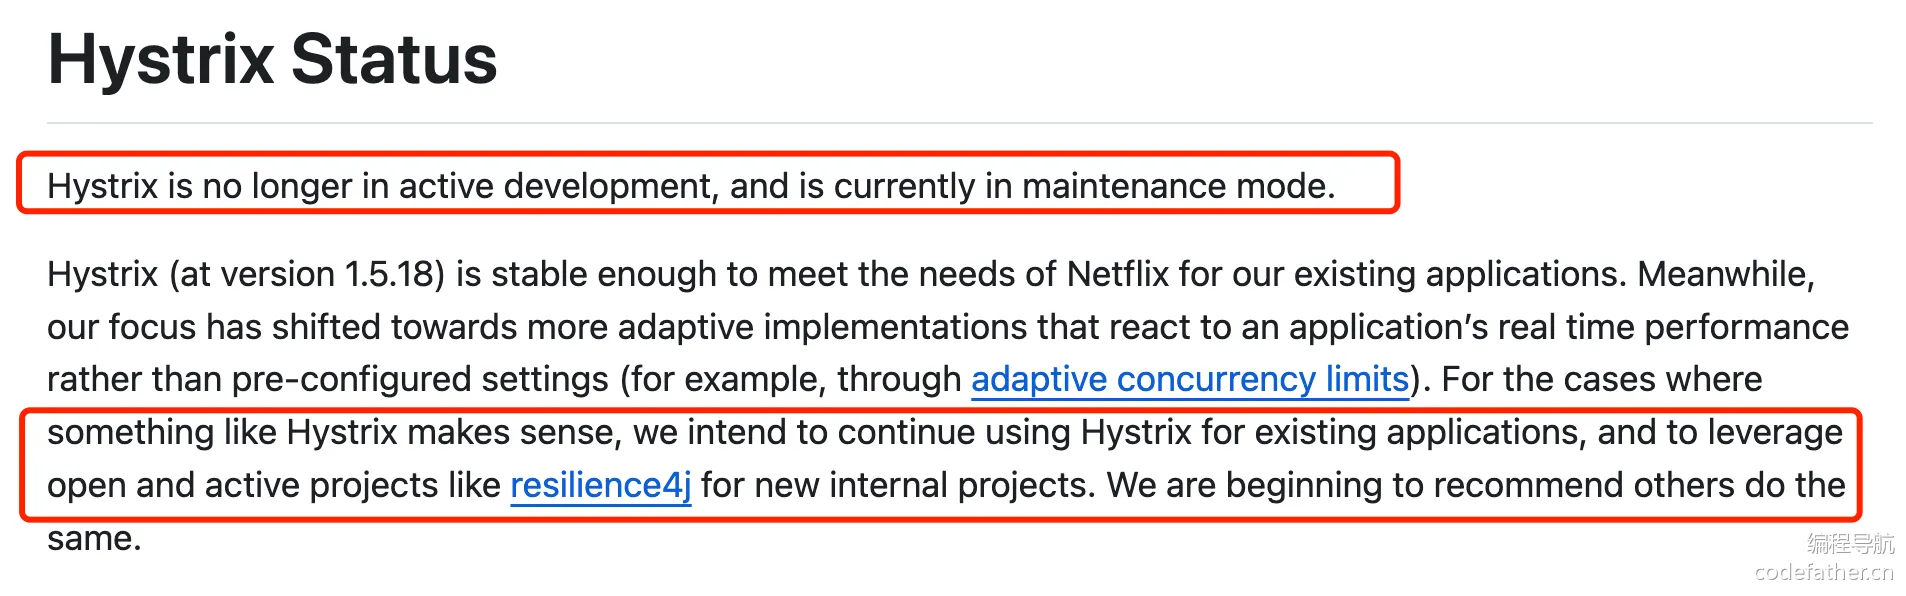 Hystrix Status
Hystrix is no longer in active development, and is currently in maintenance mode.
Hystrix (at version 1.5.18) is stable enough to meet the needs of Netflix for our existing applications. Meanwhile,
our focus has shifted towards more adaptive implementations that react to an application’s real time performance
rather than pre-configured settings (for example, through adaptive concurrency limits). For the cases where
something like Hystrix makes sense, we intend to continue using Hystrix for existing applications, and to leverage
open and active projects like resilience4j for new internal projects. We are beginning to recommend others do the
same.
编程导航
codefather.cn